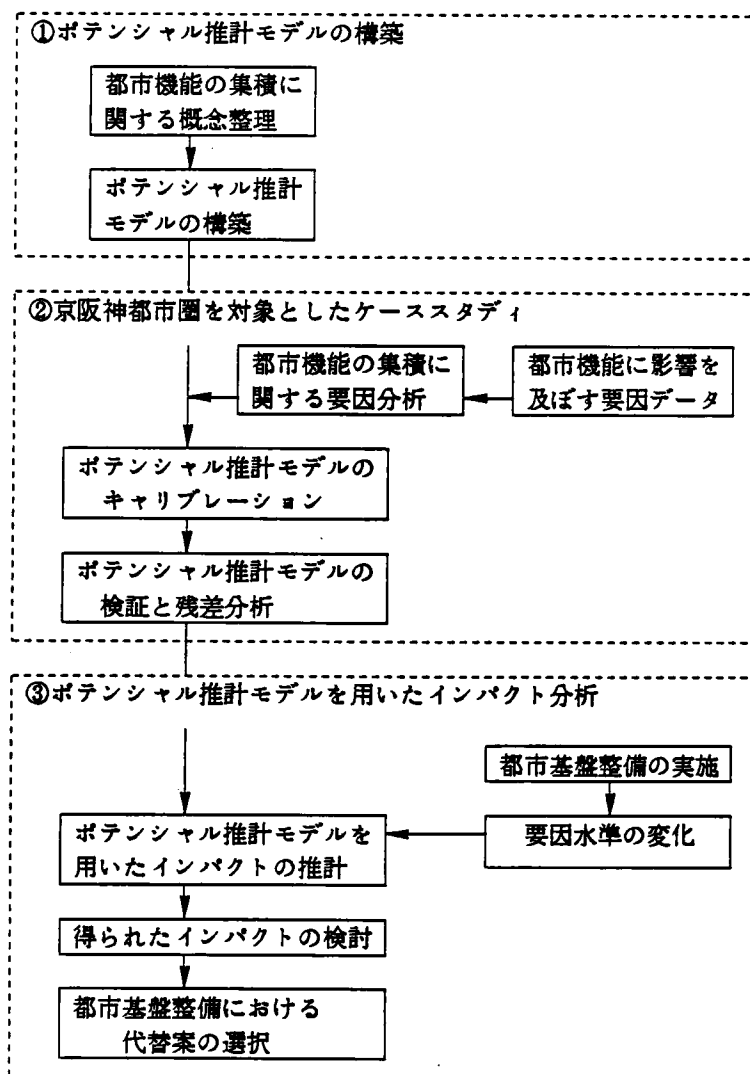 ①ポテンシャル推計モデルの構築
都市機能の集積に
関する概念整理
ポテンシャル推計
モデルの構築
②京阪神都市圏を対象としたケーススタディ
都市機能の集積に
関する要因分析
都市機能に影響を
及ぼす要因データ
ポテンシャル推計モデルの
キャリブレーション
ポテンシャル推計モデルの
検証と残差分析
③ポテンシャル推計モデルを用いたインパクト分析
都市基盤整備の実施
要因水準の変化
ポテンシャル推計モデルを
用いたインパクトの推計
得られたインパクトの検討
都市基盤整備における
代替案の選択